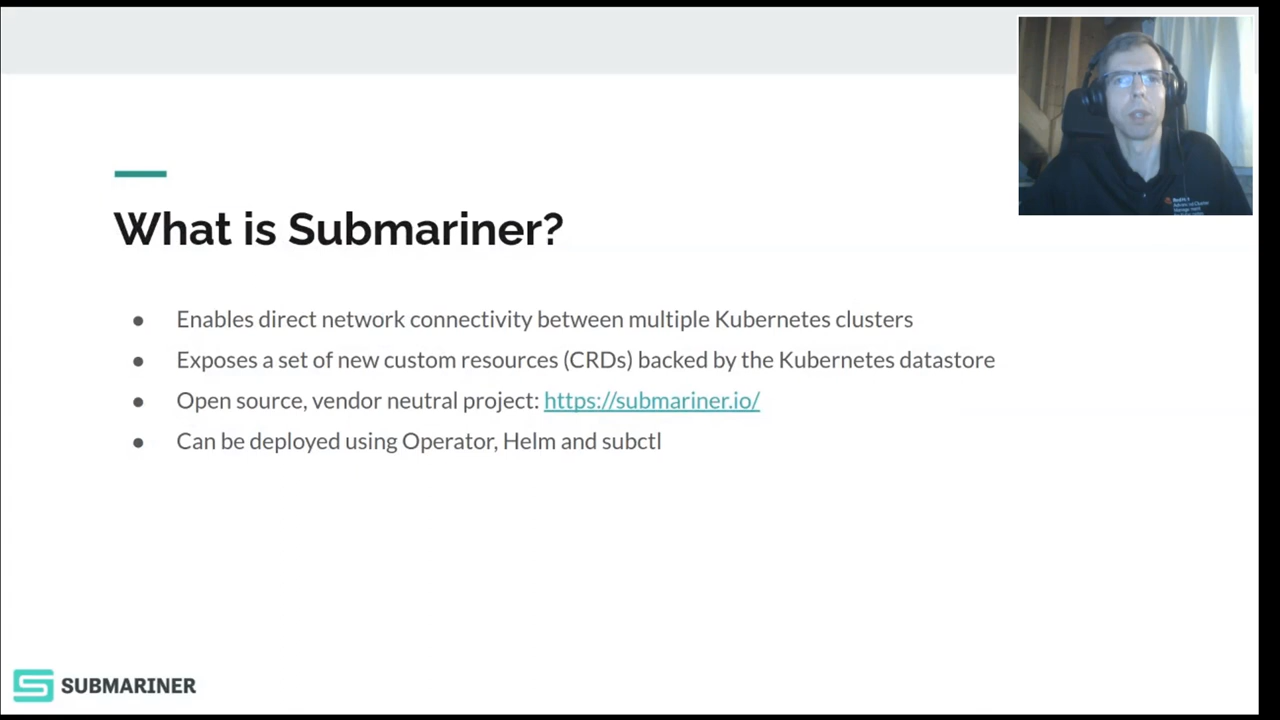 What is Submariner?
● Enables direct network connectivity between multiple Kubernetes clusters
● Exposes a set of new custom resources (CRDs) backed by the Kubernetes datastore
● Open source, vendor neutral project: https://submariner.io/
● Can be deployed using Operator, Helm and subctl
SUBMARINER